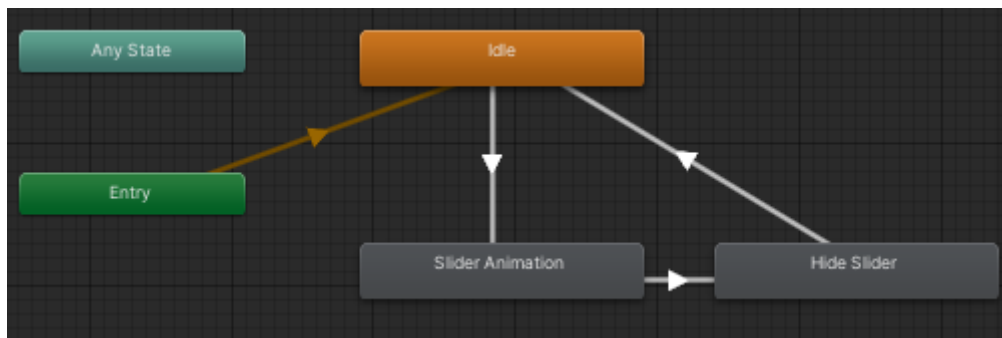 Any State
Idle
Entry
Slider Animation
Hide Slider